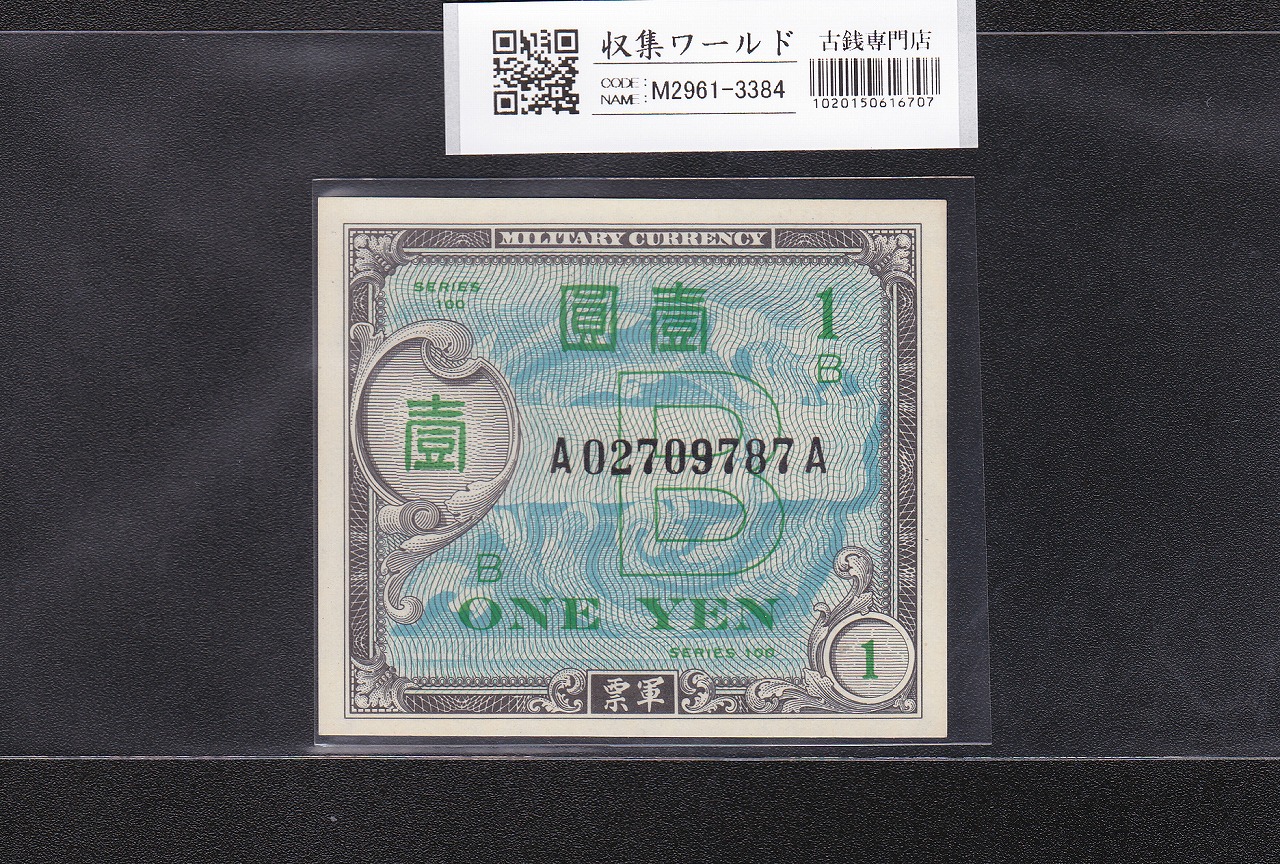 収集ワールド 古銭専門店
CODE:
NAME: M2961-3384
1020150616707
MILITARY CURRENCY
SERIES
100
圓壹
1
B
壹
B
A02709787A
B
ONE YEN
SERIES 100
1
票軍